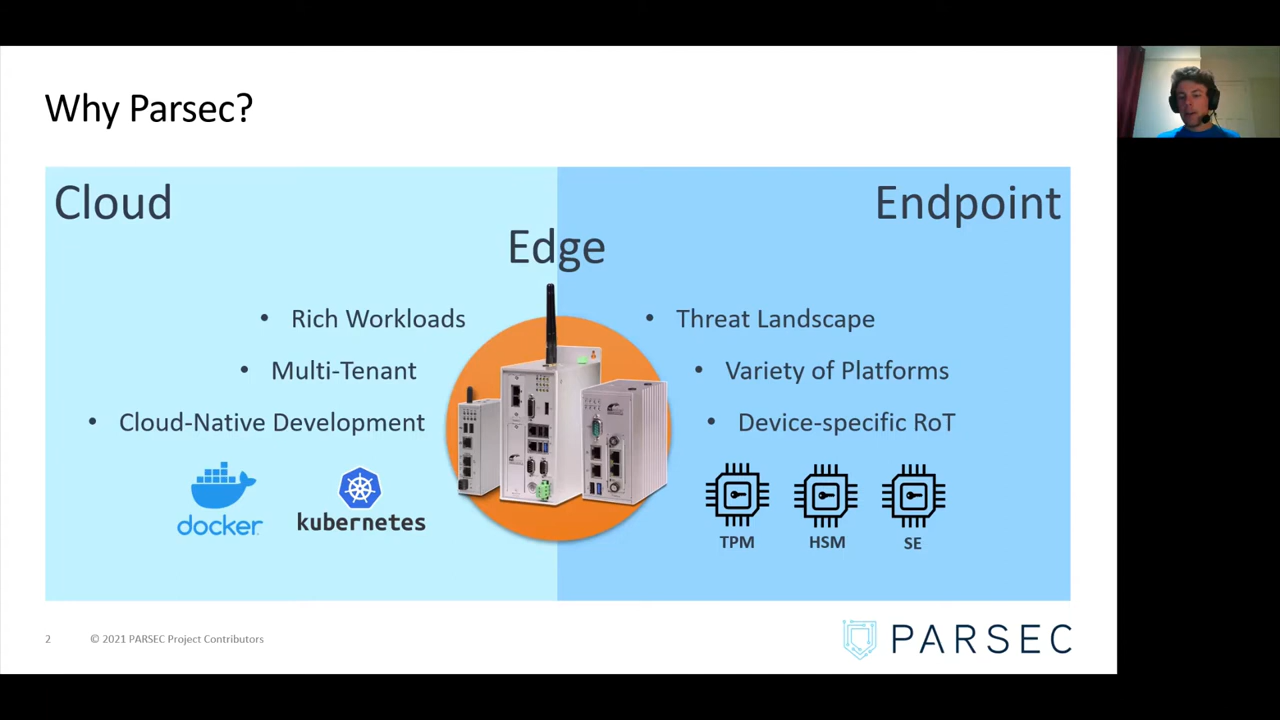 Why Parsec?
Cloud
Endpoint
Edge
• Rich Workloads
• Multi-Tenant
• Cloud-Native Development
docker
kubernetes
• Threat Landscape
• Variety of Platforms
• Device-specific RoT
TPM
HSM
SE
2
© 2021 PARSEC Project Contributors
PARSEC